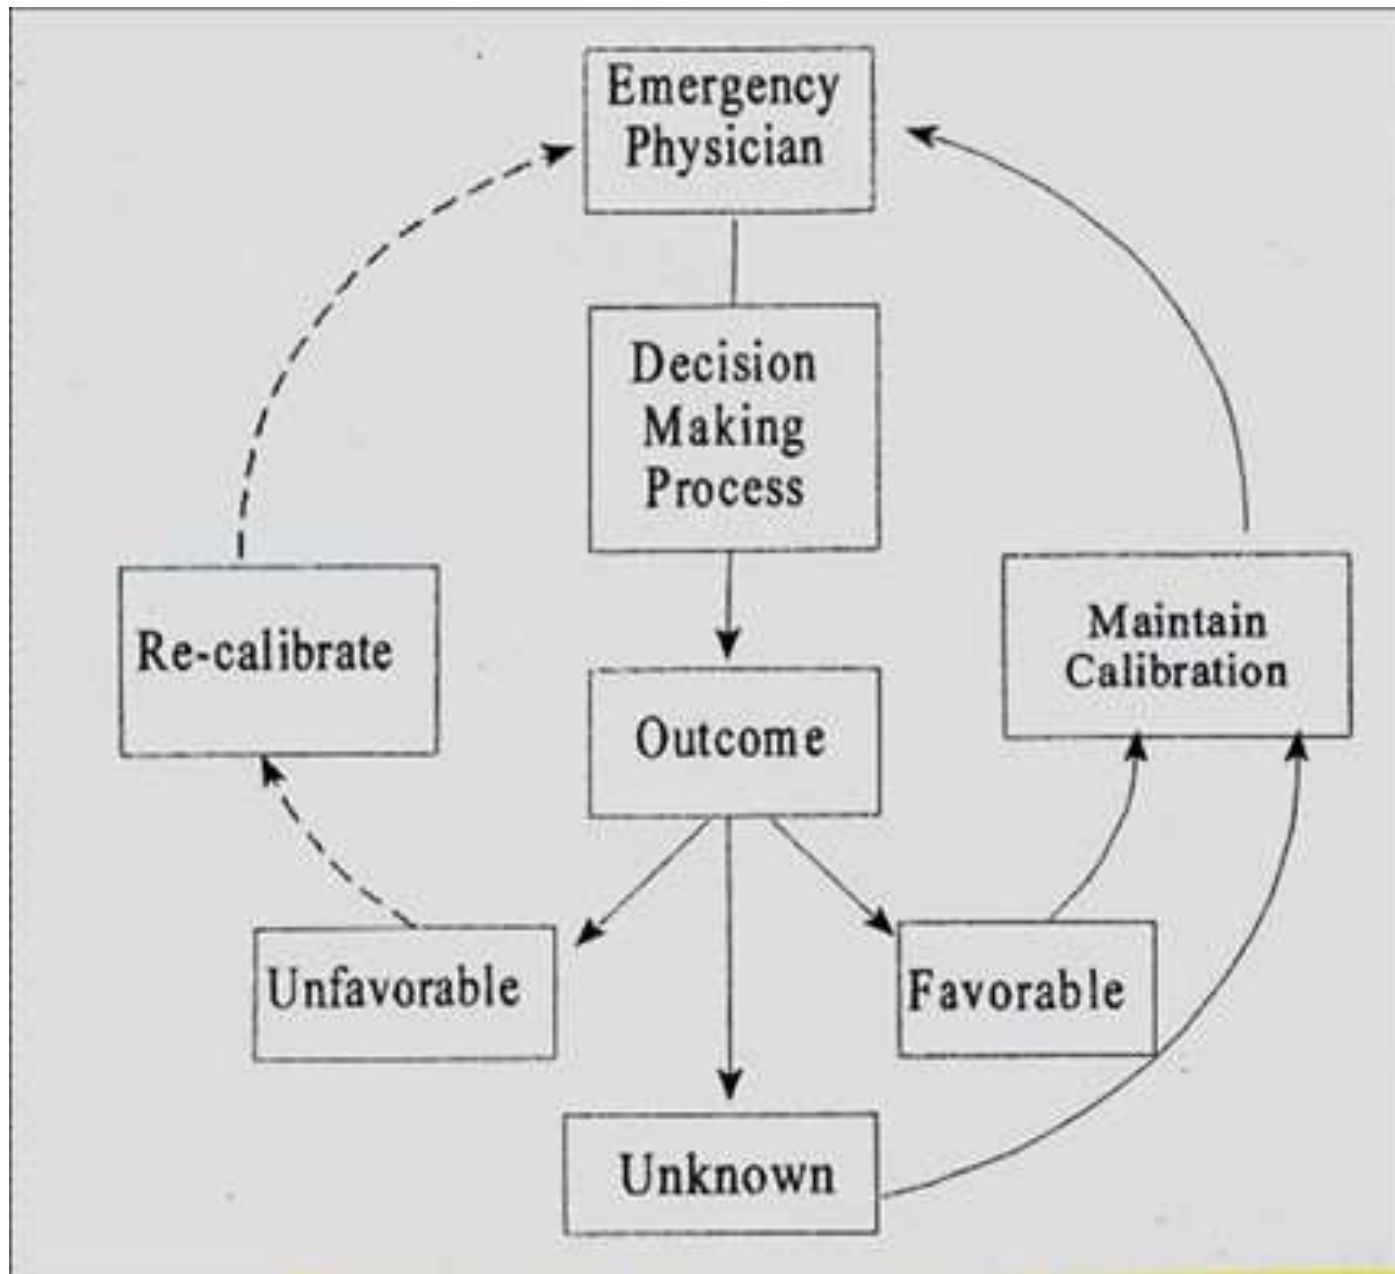 Emergency
Physician
Decision
Making
Process
Re-calibrate
Maintain
Calibration
Outcome
Unfavorable
Favorable
Unknown